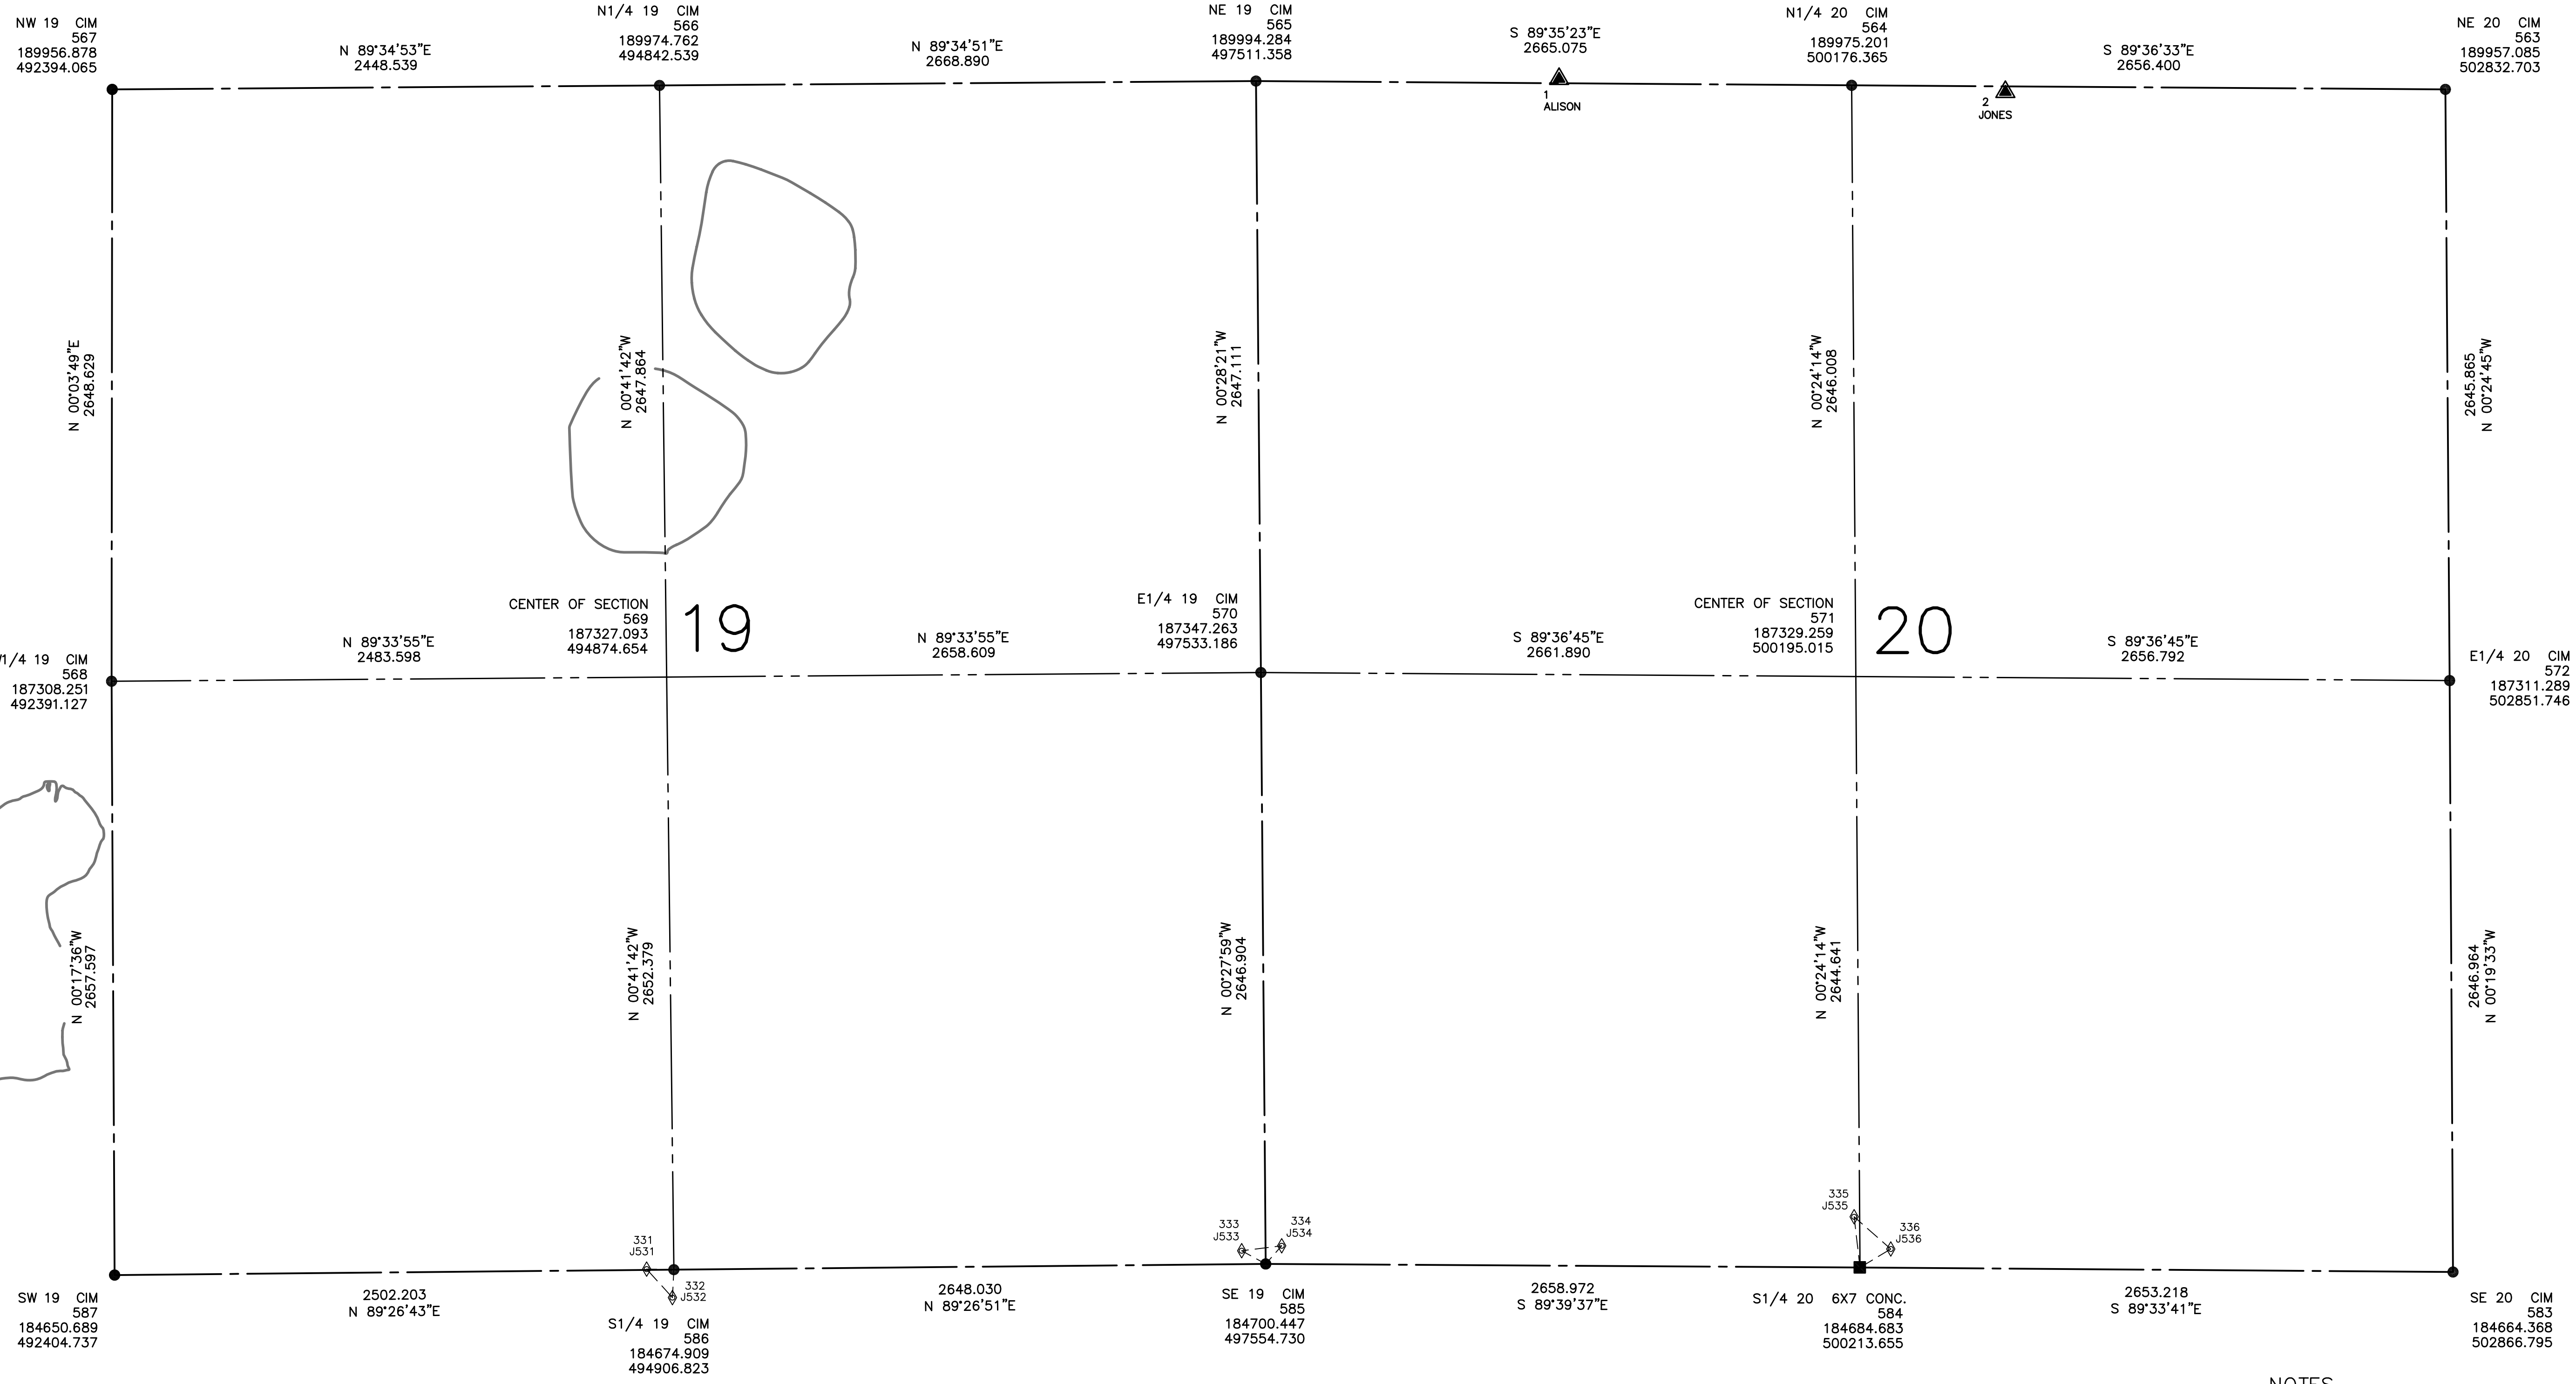 NW 19 CIM
567
189956.878
492394.065
N 89°34'53"E
2448.539
N1/4 19 CIM
566
189974.762
494842.539
N 89°34'51"E
2668.890
NE 19 CIM
565
189994.284
497511.358
S 89°35'23"E
2665.075
1
ALISON
N1/4 20 CIM
564
189975.201
500176.365
2
JONES
S 89°36'33"E
2656.400
NE 20 CIM
563
189957.085
502832.703
N 00°03'49"E
2648.629
N 00°41'42"W
2647.864
N 00°28'21"W
2647.111
N 00°24'14"W
2646.008
2645.865
N 00°24'45"W
1/4 19 CIM
568
187308.251
492391.127
N 89°33'55"E
2483.598
CENTER OF SECTION
569
187327.093
494874.654
19
N 89°33'55"E
2658.609
E1/4 19 CIM
570
187347.263
497533.186
S 89°36'45"E
2661.890
CENTER OF SECTION
571
187329.259
500195.015
20
S 89°36'45"E
2656.792
E1/4 20 CIM
572
187311.289
502851.746
N 00°17'36"W
2657.597
N 00°41'42"W
2652.379
N 00°27'59"W
2646.904
N 00°24'14"W
2644.641
2646.964
N 00°19'33"W
331
J531
332
J532
333
J533
334
J534
335
J535
336
J536
SW 19 CIM
587
184650.689
492404.737
2502.203
N 89°26'43"E
S1/4 19 CIM
586
184674.909
494906.823
2648.030
N 89°26'51"E
SE 19 CIM
585
184700.447
497554.730
2658.972
S 89°39'37"E
S1/4 20 6X7 CONC.
584
184684.683
500213.655
2653.218
S 89°33'41"E
SE 20 CIM
583
184664.368
502866.795
NOTES